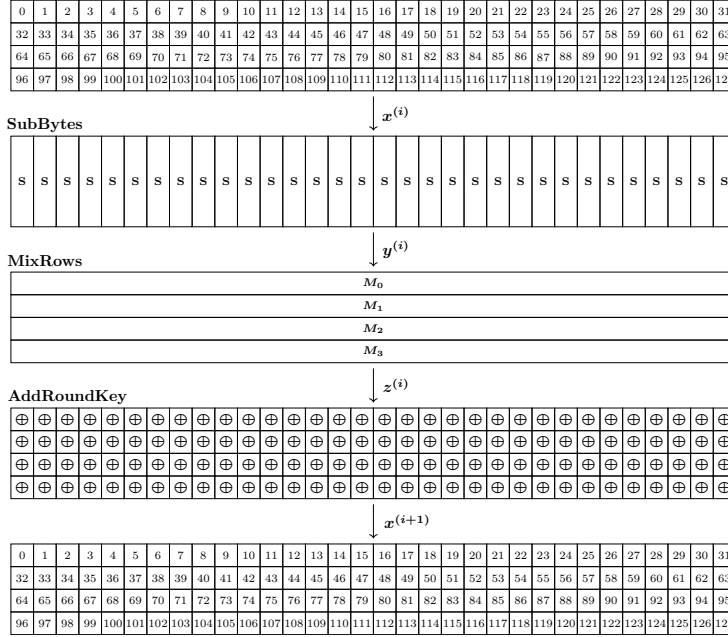 0 1 2 3 4 5 6 7 8 9 10 11 12 13 14 15 16 17 18 19 20 21 22 23 24 25 26 27 28 29 30 31
32 33 34 35 36 37 38 39 40 41 42 43 44 45 46 47 48 49 50 51 52 53 54 55 56 57 58 59 60 61 62 63
64 65 66 67 68 69 70 71 72 73 74 75 76 77 78 79 80 81 82 83 84 85 86 87 88 89 90 91 92 93 94 95
96 97 98 99 100 101 102 103 104 105 106 107 108 109 110 111 112 113 114 115 116 117 118 119 120 121 122 123 124 125 126 12
x^(i)
SubBytes
S S S S S S S S S S S S S S S S S S S S S S S S S S S S S S S S
y^(i)
MixRows
M_0
M_1
M_2
M_3
z^(i)
AddRoundKey
⊕ ⊕ ⊕ ⊕ ⊕ ⊕ ⊕ ⊕ ⊕ ⊕ ⊕ ⊕ ⊕ ⊕ ⊕ ⊕ ⊕ ⊕ ⊕ ⊕ ⊕ ⊕ ⊕ ⊕ ⊕ ⊕ ⊕ ⊕ ⊕ ⊕ ⊕ ⊕
⊕ ⊕ ⊕ ⊕ ⊕ ⊕ ⊕ ⊕ ⊕ ⊕ ⊕ ⊕ ⊕ ⊕ ⊕ ⊕ ⊕ ⊕ ⊕ ⊕ ⊕ ⊕ ⊕ ⊕ ⊕ ⊕ ⊕ ⊕ ⊕ ⊕ ⊕ ⊕
⊕ ⊕ ⊕ ⊕ ⊕ ⊕ ⊕ ⊕ ⊕ ⊕ ⊕ ⊕ ⊕ ⊕ ⊕ ⊕ ⊕ ⊕ ⊕ ⊕ ⊕ ⊕ ⊕ ⊕ ⊕ ⊕ ⊕ ⊕ ⊕ ⊕ ⊕ ⊕
⊕ ⊕ ⊕ ⊕ ⊕ ⊕ ⊕ ⊕ ⊕ ⊕ ⊕ ⊕ ⊕ ⊕ ⊕ ⊕ ⊕ ⊕ ⊕ ⊕ ⊕ ⊕ ⊕ ⊕ ⊕ ⊕ ⊕ ⊕ ⊕ ⊕ ⊕ ⊕
x^(i+1)
0 1 2 3 4 5 6 7 8 9 10 11 12 13 14 15 16 17 18 19 20 21 22 23 24 25 26 27 28 29 30 31
32 33 34 35 36 37 38 39 40 41 42 43 44 45 46 47 48 49 50 51 52 53 54 55 56 57 58 59 60 61 62 63
64 65 66 67 68 69 70 71 72 73 74 75 76 77 78 79 80 81 82 83 84 85 86 87 88 89 90 91 92 93 94 95
96 97 98 99 100 101 102 103 104 105 106 107 108 109 110 111 112 113 114 115 116 117 118 119 120 121 122 123 124 125 126 12